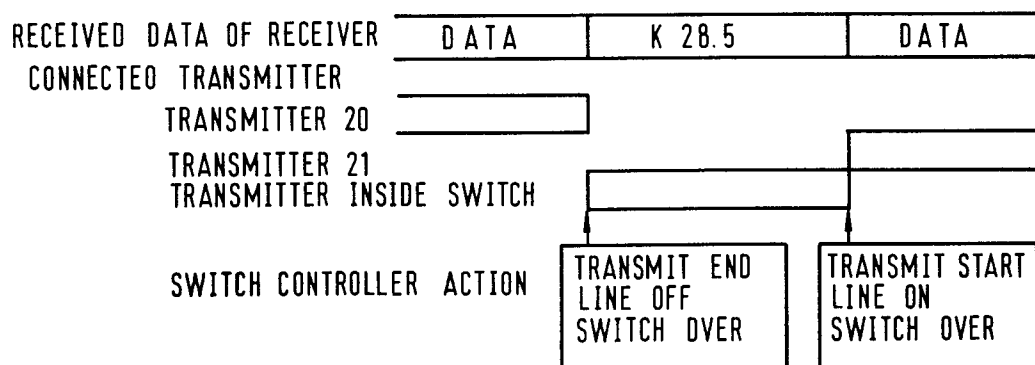 RECEIVED DATA OF RECEIVER DATA K 28.5 DATA
CONNECTEO TRANSMITTER
TRANSMITTER 20
TRANSMITTER 21
TRANSMITTER INSIDE SWITCH
SWITCH CONTROLLER ACTION
TRANSMIT END
LINE OFF
SWITCH DVER
TRANSMIT START
LINE ON
SWITCH OVER